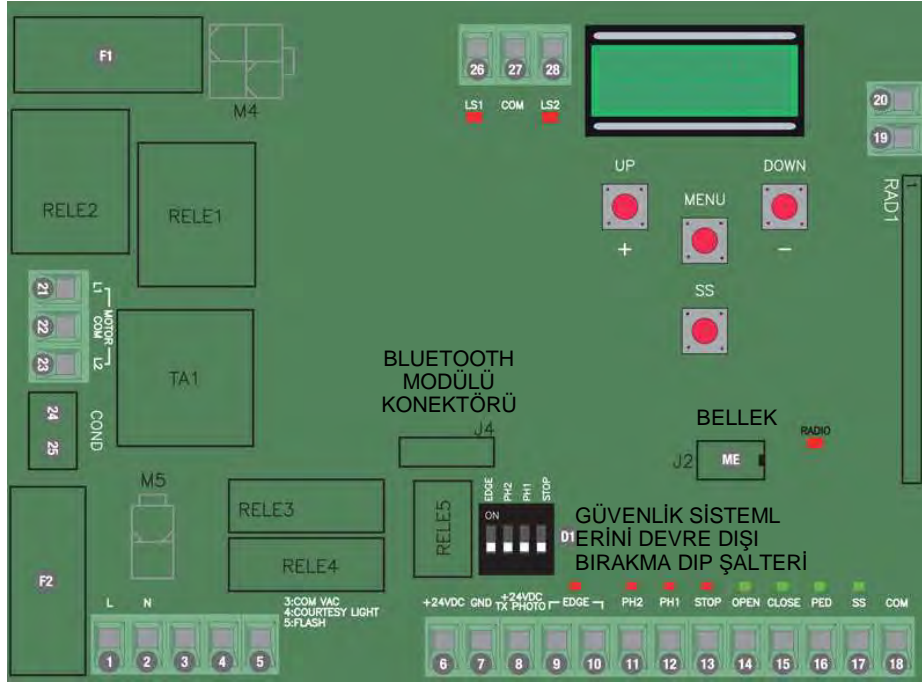 F1
M4
26 27 28
LS1 COM LS2
20
19
RAD1
1
UP DOWN
MENU
+ -
SS
RELE2
RELE1
21 L1
22 COM
23 L2
MOTOR
TA1
24
25
COND
BLUETOOTH
MODÜLÜ
KONEKTÖRÜ
J4
BELLEK
RADIO
J2 ME
M5
RELE3
RELE4
RELE5
EDGE PH2 PH1 STOP
ON
D1
GÜVENLİK SİSTEML
ERİNİ DEVRE DIŞI
BIRAKMA DIP ŞALTERİ
F2
L N
3:COM VAC
4:COURTESY LIGHT
5:FLASH
1 2 3 4 5
+24VDC GND +24VDC
TX PHOTO EDGE PH2 PH1 STOP OPEN CLOSE PED SS COM
6 7 8 9 10 11 12 13 14 15 16 17 18